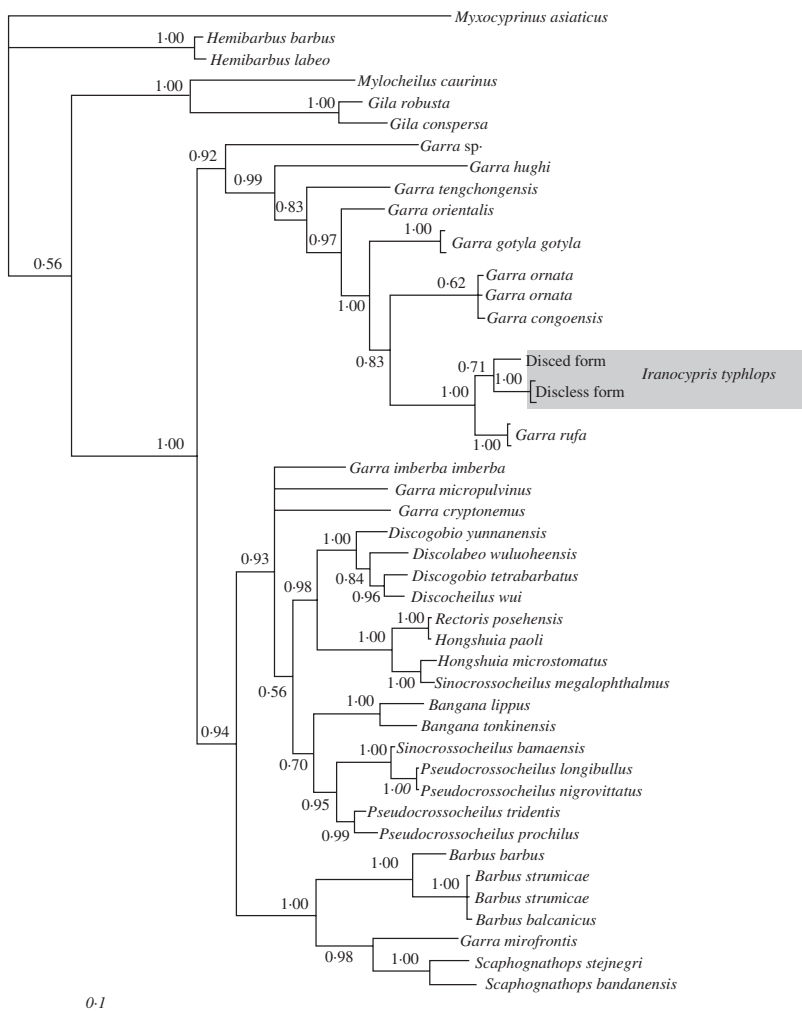 Myxocyprinus asiaticus
1·00
Hemibarbus barbus
Hemibarbus labeo
1·00
Mylocheilus caurinus
1·00
Gila robusta
Gila conspersa
0·92
Garra sp·
0·99
Garra hughi
0·83
Garra tengchongensis
Garra orientalis
0·97
1·00
Garra gotyla gotyla
0·56
0·62
Garra ornata
Garra ornata
1·00
Garra congoensis
0·83
0·71
Disced form
Iranocypris typhlops
1·00
1·00
Discless form
Garra rufa
1·00
1·00
Garra imberba imberba
Garra micropulvinus
Garra cryptonemus
Discogobio yunnanensis
1·00
Discolabeo wuluoheensis
0·93
0·84
Discogobio tetrabarbatus
0·98
0·96
Discocheilus wui
1·00
Rectoris posehensis
1·00
Hongshuia paoli
Hongshuia microstomatus
1·00
Sinocrossocheilus megalophthalmus
0·56
1·00
Bangana lippus
Bangana tonkinensis
0·94
1·00
Sinocrossocheilus bamaensis
0·70
Pseudocrossocheilus longibullus
1·00
Pseudocrossocheilus nigrovittatus
0·95
Pseudocrossocheilus tridentis
0·99
Pseudocrossocheilus prochilus
1·00
Barbus barbus
Barbus strumicae
1·00
Barbus strumicae
1·00
Barbus balcanicus
Garra mirofrontis
0·98
1·00
Scaphognathops stejnegri
Scaphognathops bandanensis
0·1